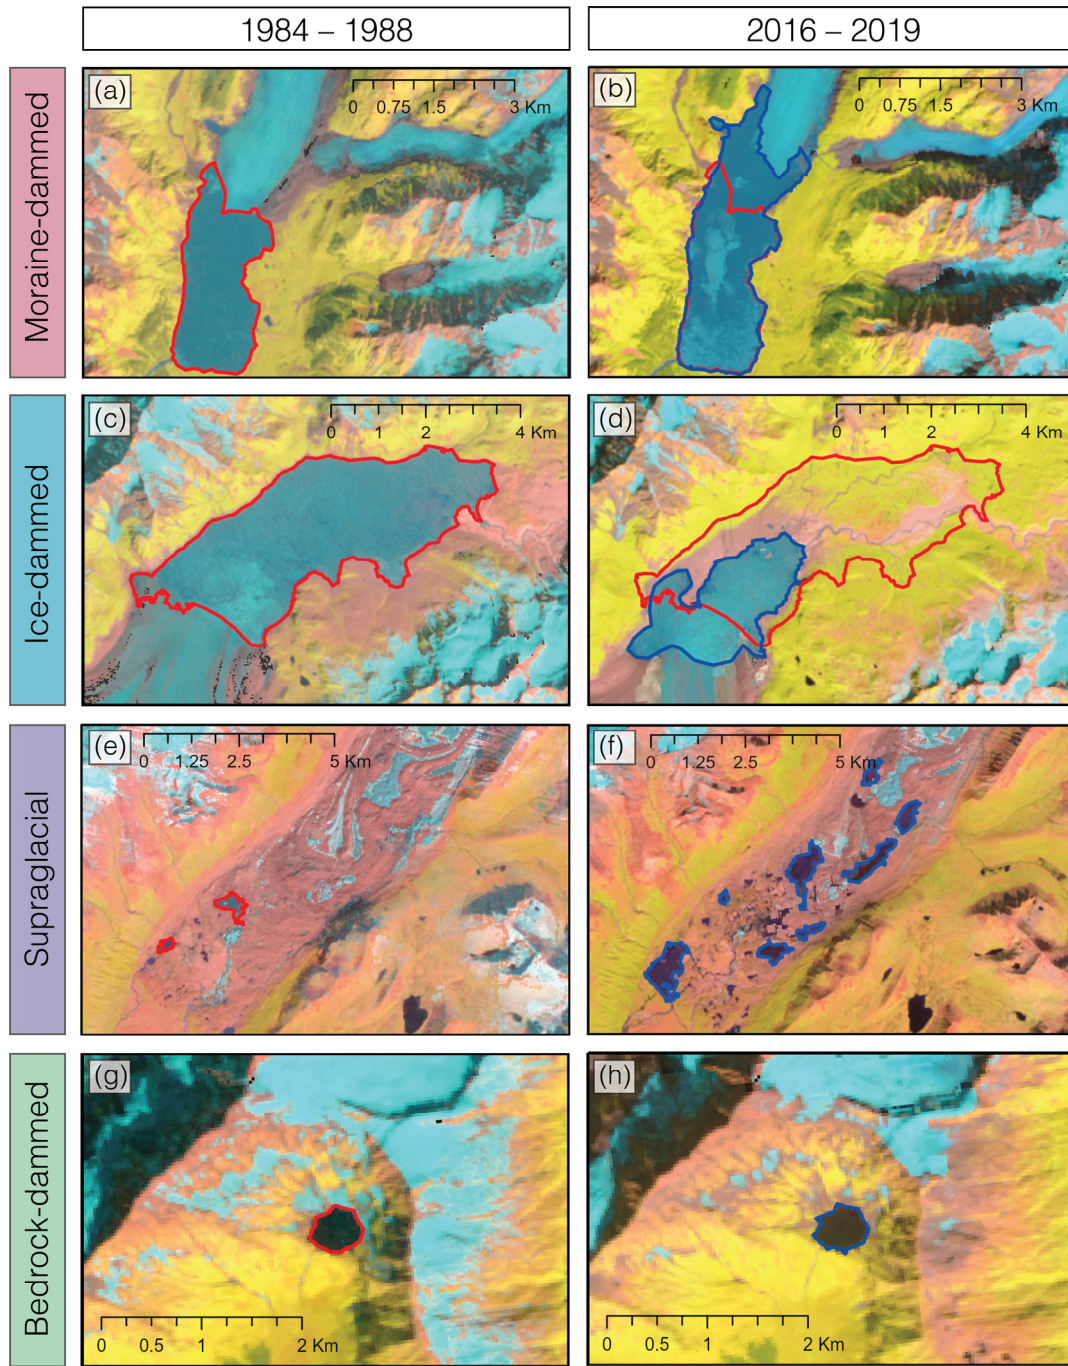 1984 – 1988
2016 – 2019
Moraine-dammed
(a)
0 0.75 1.5 3 Km
(b)
0 0.75 1.5 3 Km
Ice-dammed
(c)
0 1 2 4 Km
(d)
0 1 2 4 Km
Supraglacial
(e)
0 1.25 2.5 5 Km
(f)
0 1.25 2.5 5 Km
Bedrock-dammed
(g)
0 0.5 1 2 Km
(h)
0 0.5 1 2 Km